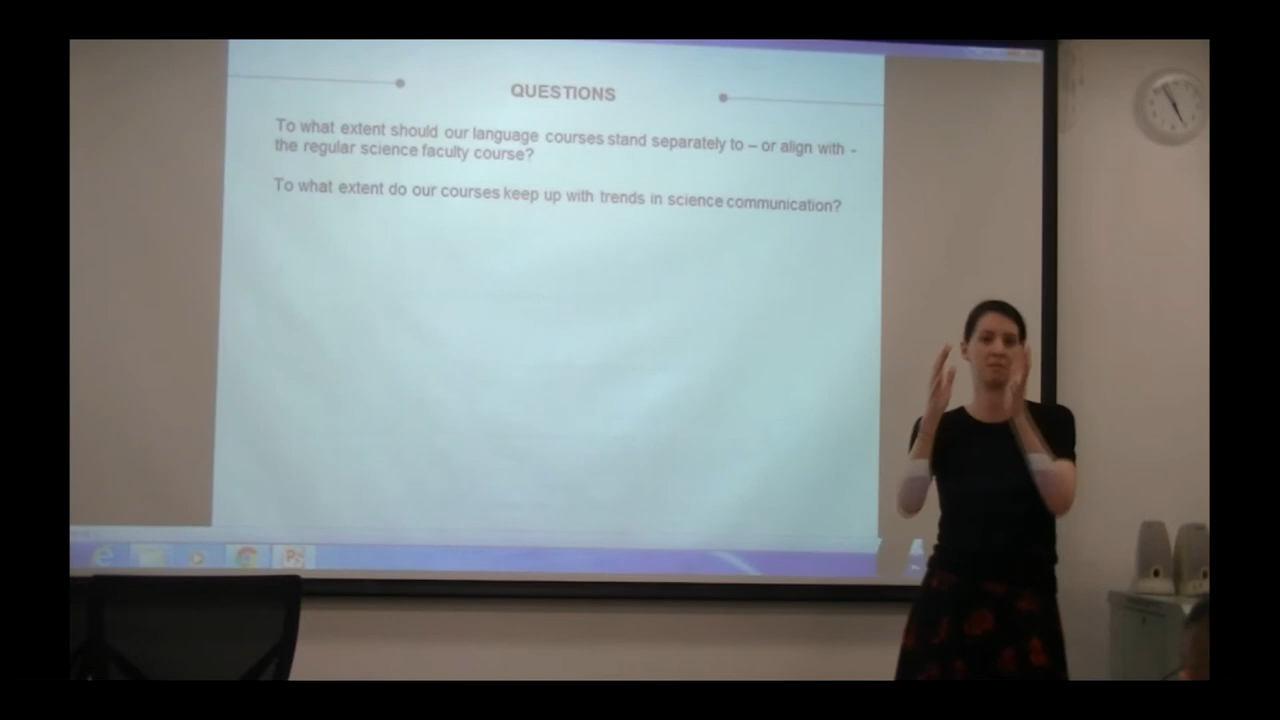 QUESTIONS
To what extent should our language courses stand separately to – or align with -
the regular science faculty course?
To what extent do our courses keep up with trends in science communication?